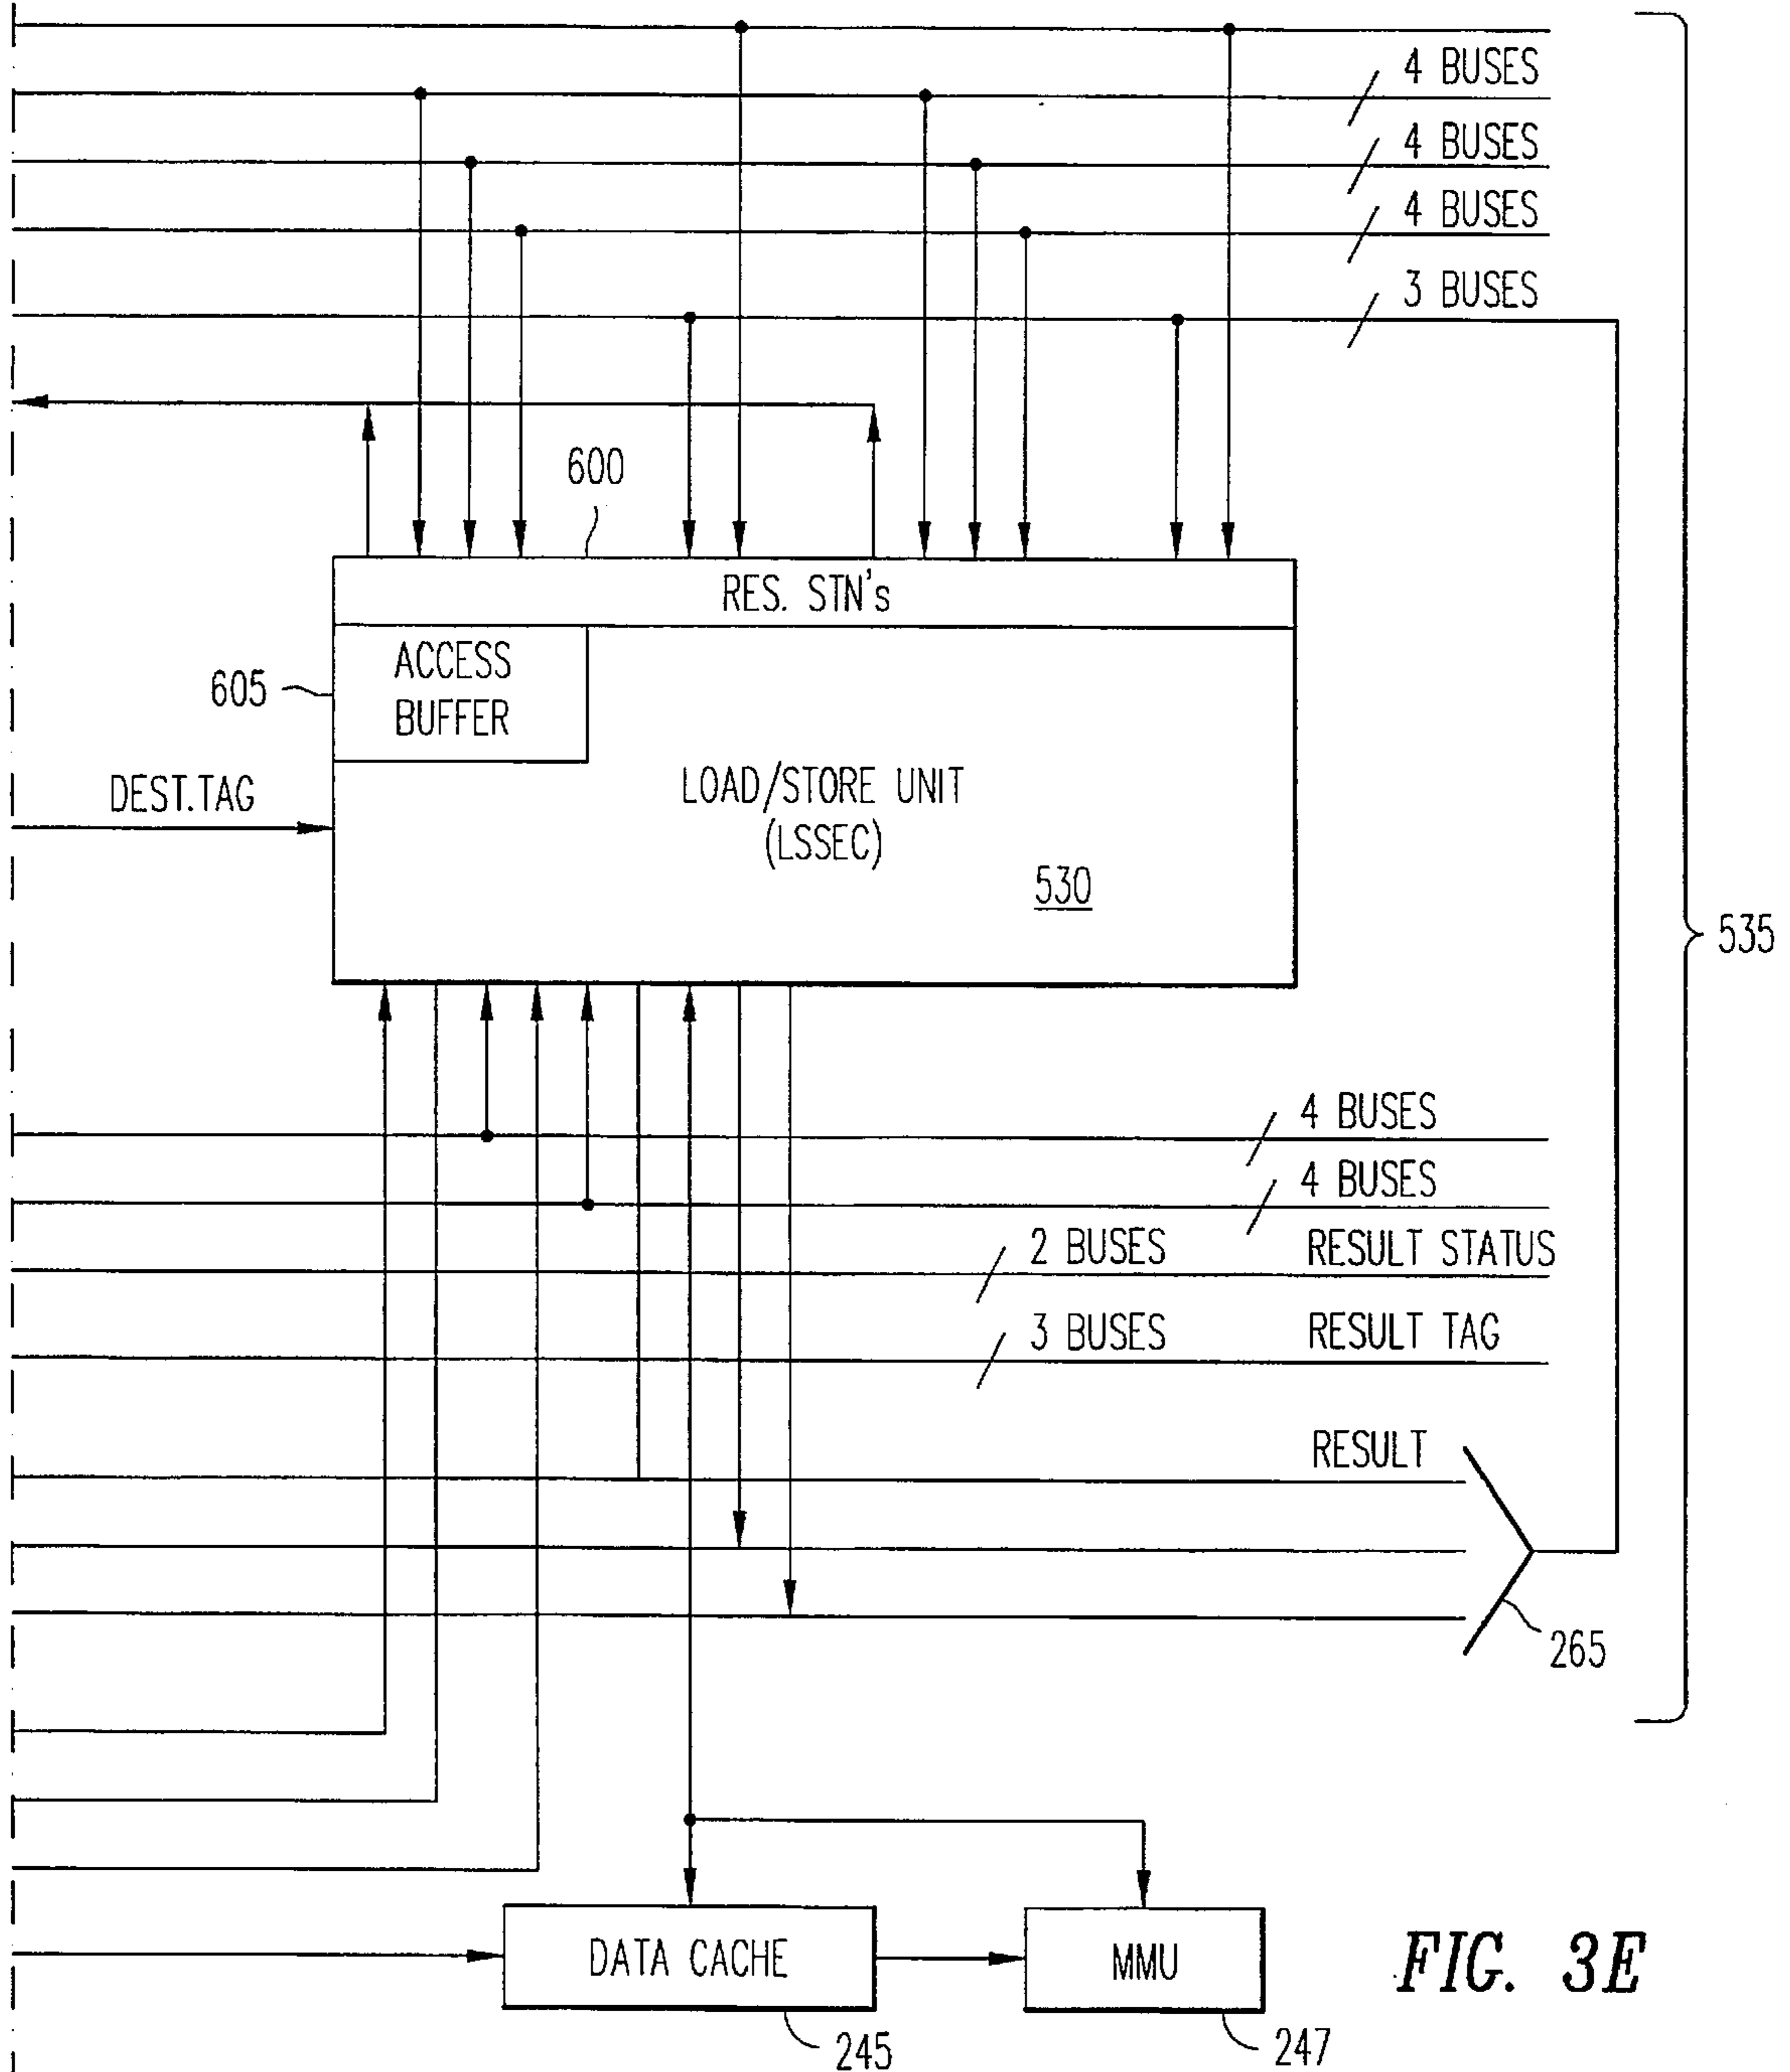 4 BUSES
4 BUSES
4 BUSES
3 BUSES
600
RES. STN's
ACCESS
BUFFER
605
DEST.TAG
LOAD/STORE UNIT
(LSSEC)
530
535
4 BUSES
4 BUSES
2 BUSES RESULT STATUS
3 BUSES RESULT TAG
RESULT
265
DATA CACHE
MMU
245
247
FIG. 3E